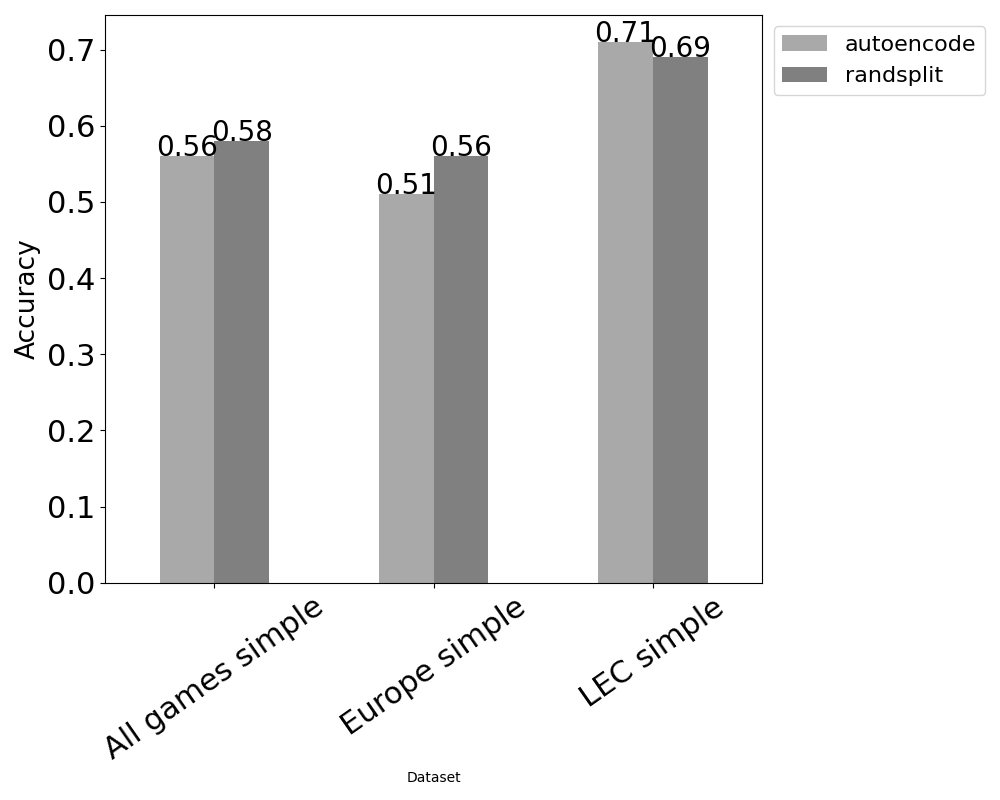 0.71
0.69
autoencode
randsplit
0.56
0.58
0.51
0.56
Accuracy
0.7
0.6
0.5
0.4
0.3
0.2
0.1
0.0
All games simple
Europe simple
LEC simple
Dataset